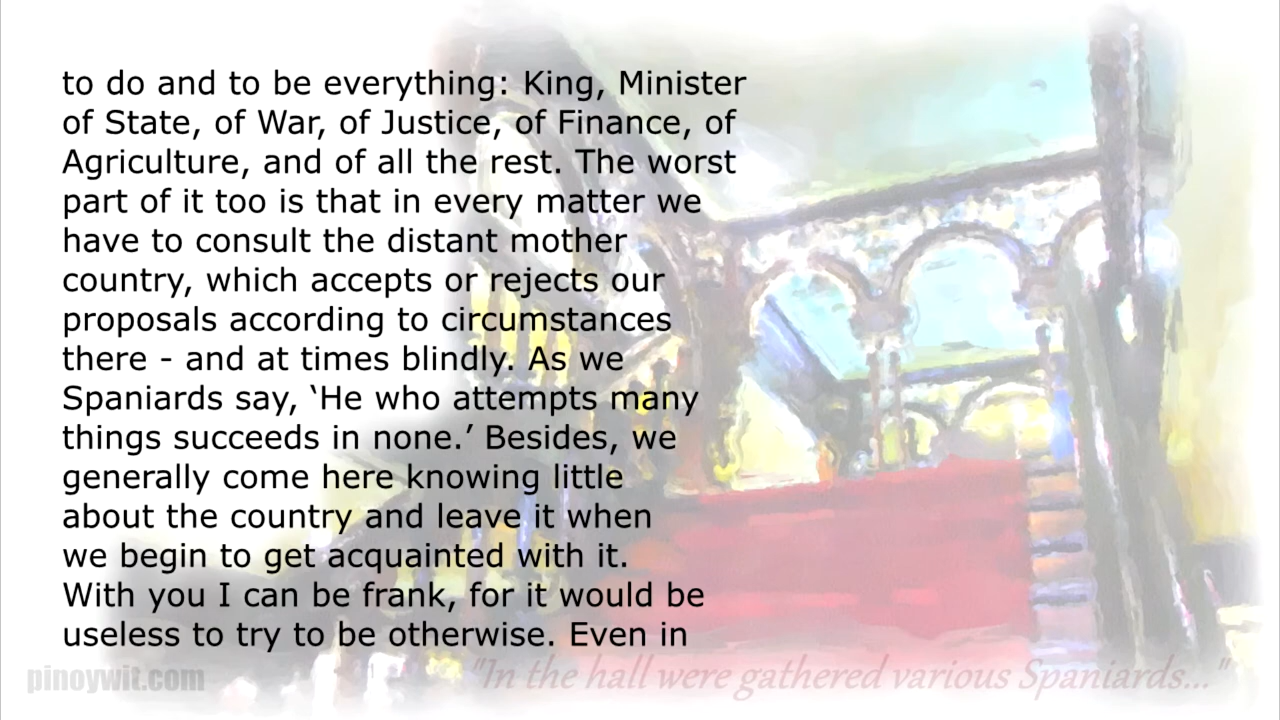 to do and to be everything: King, Minister
of State, of War, of Justice, of Finance, of
Agriculture, and of all the rest. The worst
part of it too is that in every matter we
have to consult the distant mother
country, which accepts or rejects our
proposals according to circumstances
there - and at times blindly. As we
Spaniards say, ‘He who attempts many
things succeeds in none.’ Besides, we
generally come here knowing little
about the country and leave it when
we begin to get acquainted with it.
With you I can be frank, for it would be
useless to try to be otherwise. Even in
pinoywit.com
"In the hall were gathered various Spaniards..."